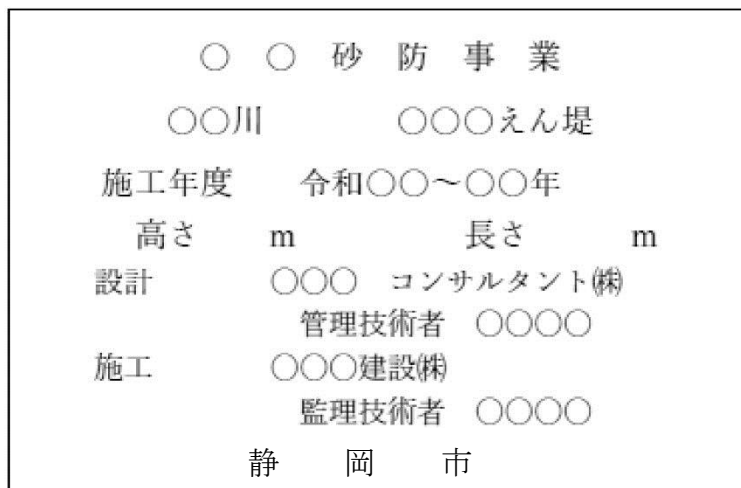 ○ ○ 砂 防 事 業
○○川 ○○○えん堤
施工年度 令和○○~○○年
高さ m 長さ m
設計 ○○○ コンサルタント㈱
管理技術者 ○○○○
施工 ○○○建設㈱
監理技術者 ○○○○
静 岡 市